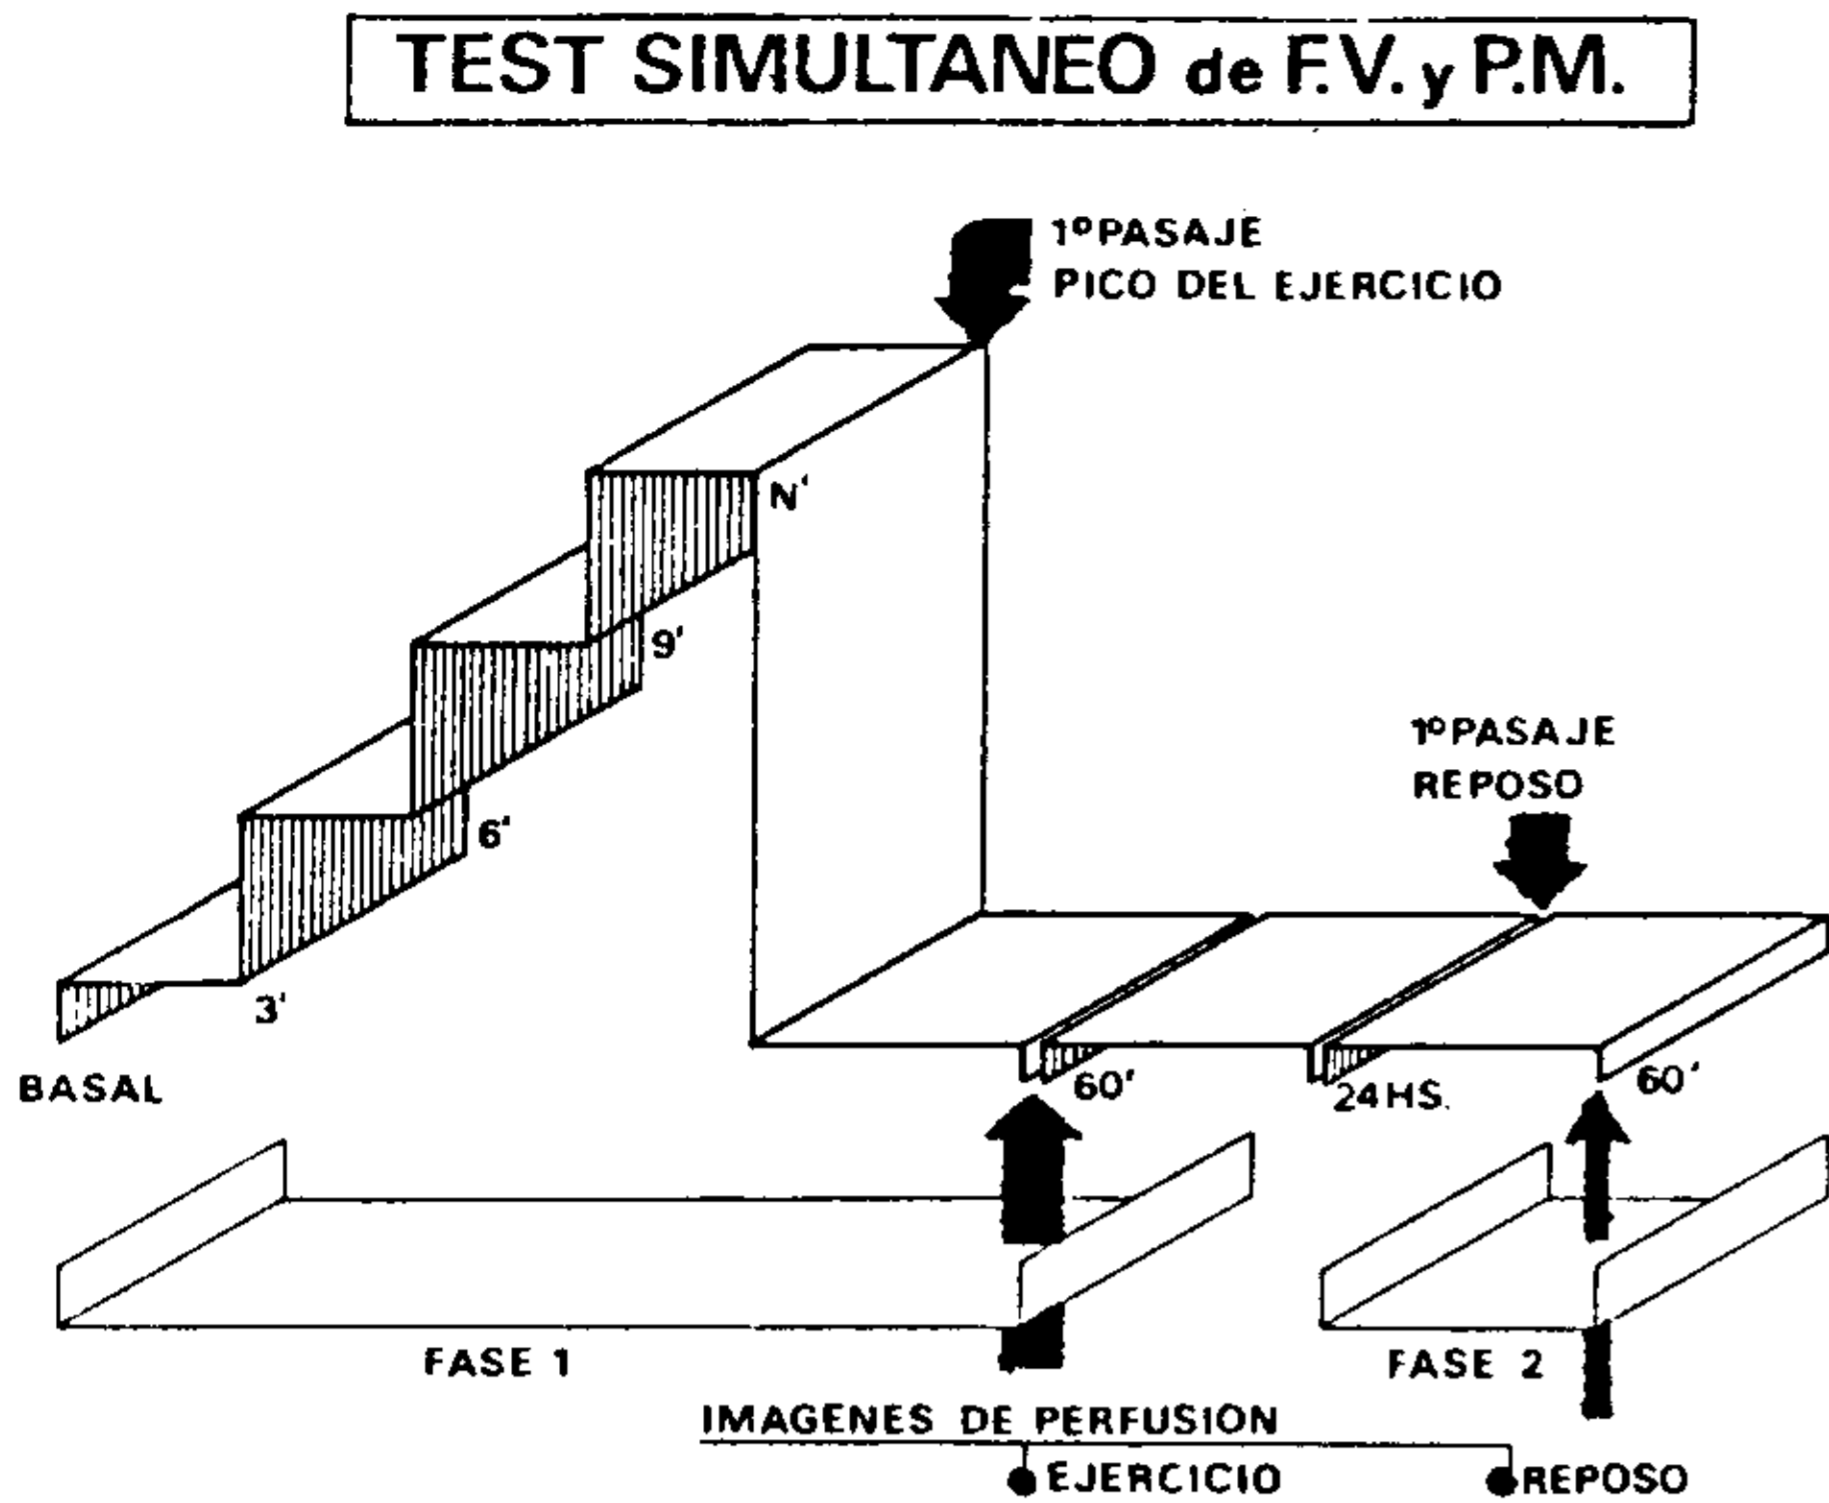 TEST SIMULTANEO de F.V. y P.M.
1º PASAJE
PICO DEL EJERCICIO
N'
9'
6'
3'
BASAL
1º PASAJE
REPOSO
60'
24 HS.
60'
FASE 1
FASE 2
IMAGENES DE PERFUSION
EJERCICIO
REPOSO